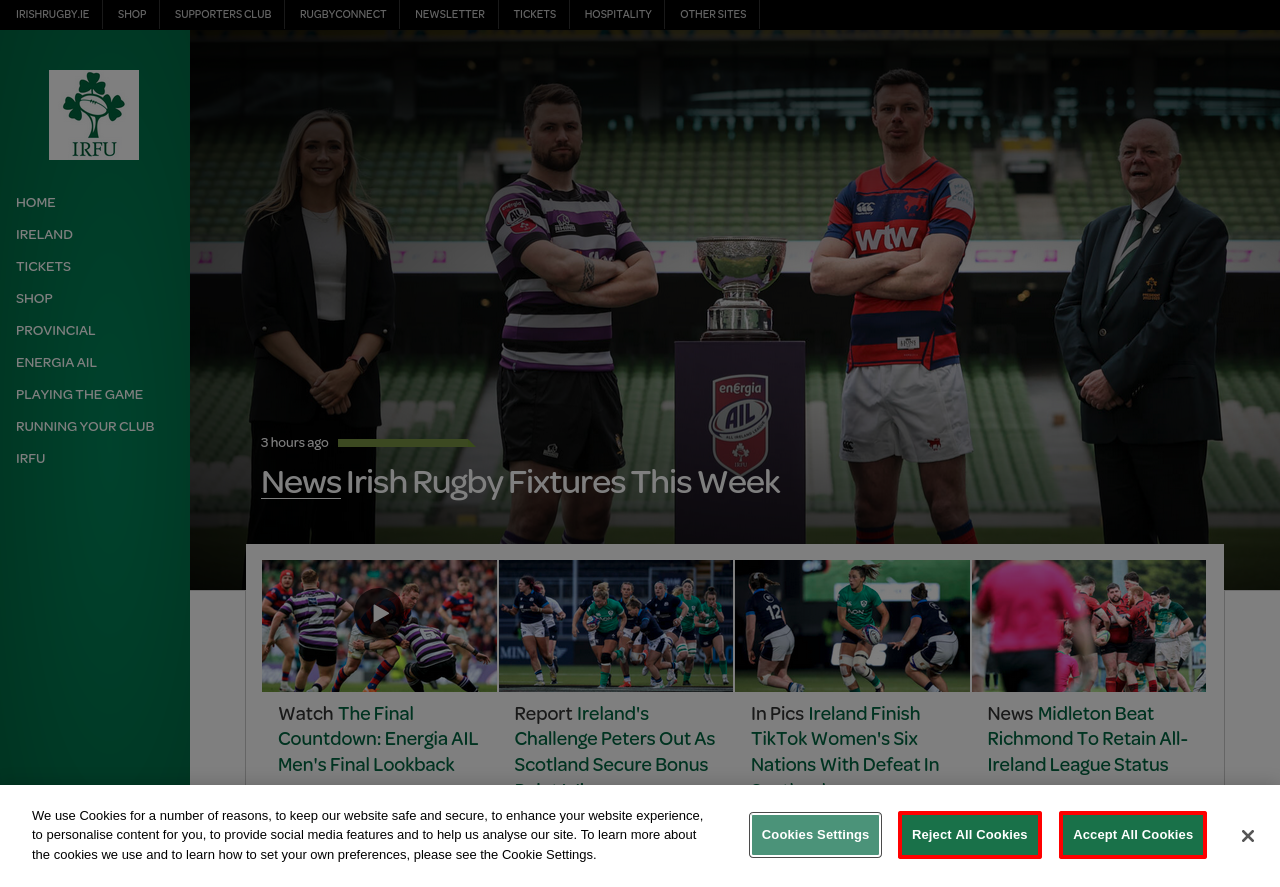 IRISHRUGBY.IE SHOP SUPPORTERS CLUB RUGBYCONNECT NEWSLETTER TICKETS HOSPITALITY OTHER SITES
IRFU
HOME
IRELAND
TICKETS
SHOP
PROVINCIAL
ENERGIA AIL
PLAYING THE GAME
RUNNING YOUR CLUB
IRFU
wtw
energia
AIL
3 hours ago
News Irish Rugby Fixtures This Week
12
6
2
Watch The Final
Countdown: Energia AIL
Men's Final Lookback
Report Ireland's
Challenge Peters Out As
Scotland Secure Bonus
In Pics Ireland Finish
TikTok Women's Six
Nations With Defeat In
News Midleton Beat
Richmond To Retain All-
Ireland League Status
We use Cookies for a number of reasons, to keep our website safe and secure, to enhance your website experience,
to personalise content for you, to provide social media features and to help us analyse our site. To learn more about
the cookies we use and to learn how to set your own preferences, please see the Cookie Settings.
Cookies Settings
Reject All Cookies
Accept All Cookies